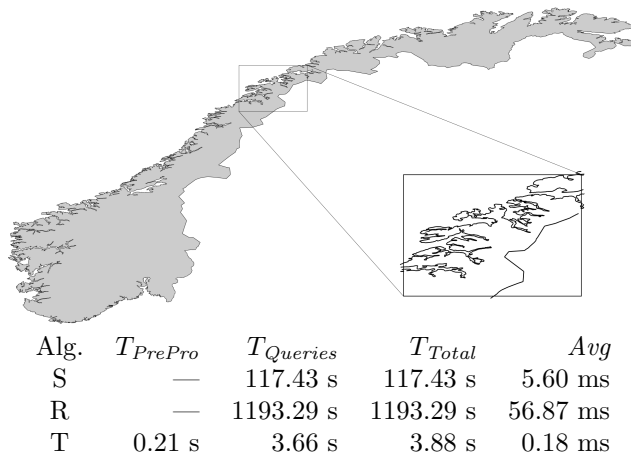 Alg. T_PrePro T_Queries T_Total Avg
S — 117.43 s 117.43 s 5.60 ms
R — 1193.29 s 1193.29 s 56.87 ms
T 0.21 s 3.66 s 3.88 s 0.18 ms